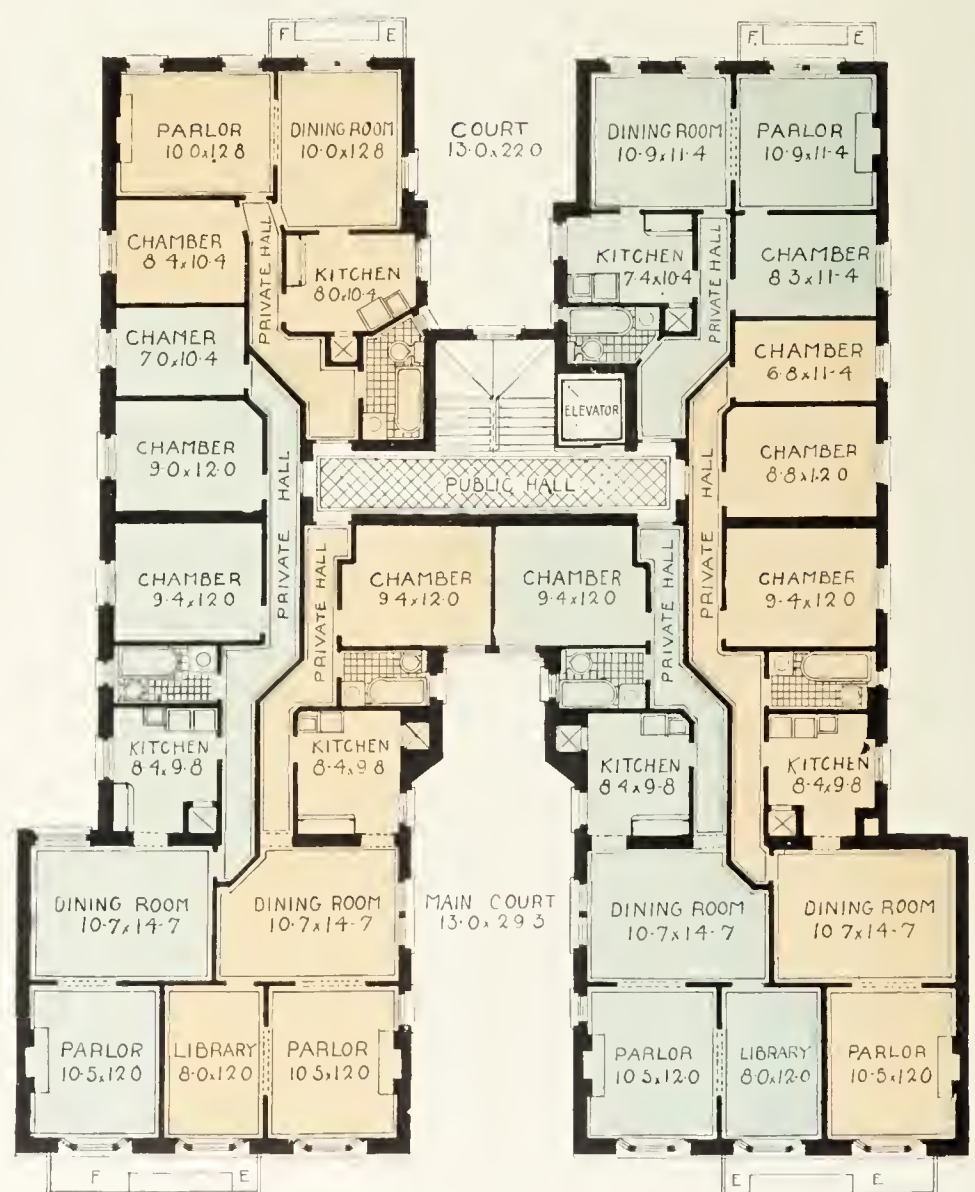 F E
F E
PARLOR
10.0x12.8
DINING ROOM
10.0x12.8
COURT
13.0x22.0
DINING ROOM
10.9x11.4
PARLOR
10.9x11.4
CHAMBER
8.4x10.4
PRIVATE HALL
KITCHEN
8.0x10.4
KITCHEN
7.4x10.4
PRIVATE HALL
CHAMBER
8.3x11.4
CHAMER
7.0x10.4
CHAMBER
6.8x11.4
ELEVATOR
CHAMBER
9.0x12.0
PRIVATE HALL
PUBLIC HALL
PRIVATE HALL
CHAMBER
8.8x12.0
CHAMBER
9.4x12.0
PRIVATE HALL
CHAMBER
9.4x12.0
CHAMBER
9.4x12.0
PRIVATE HALL
CHAMBER
9.4x12.0
KITCHEN
8.4x9.8
KITCHEN
8.4x9.8
KITCHEN
8.4x9.8
KITCHEN
8.4x9.8
DINING ROOM
10.7x14.7
DINING ROOM
10.7x14.7
MAIN COURT
13.0x29.3
DINING ROOM
10.7x14.7
DINING ROOM
10.7x14.7
PARLOR
10.5x12.0
LIBRARY
8.0x12.0
PARLOR
10.5x12.0
PARLOR
10.5x12.0
LIBRARY
8.0x12.0
PARLOR
10.5x12.0
F E
E E